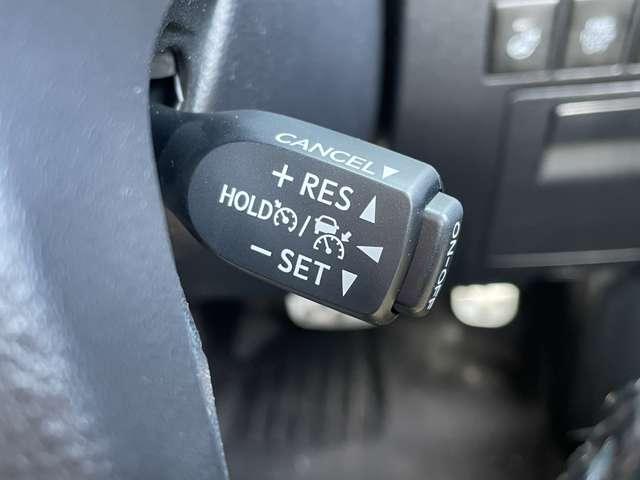 CANCEL▼
+ RES ▲
HOLD / ◀
- SET ▼
ON·OFF